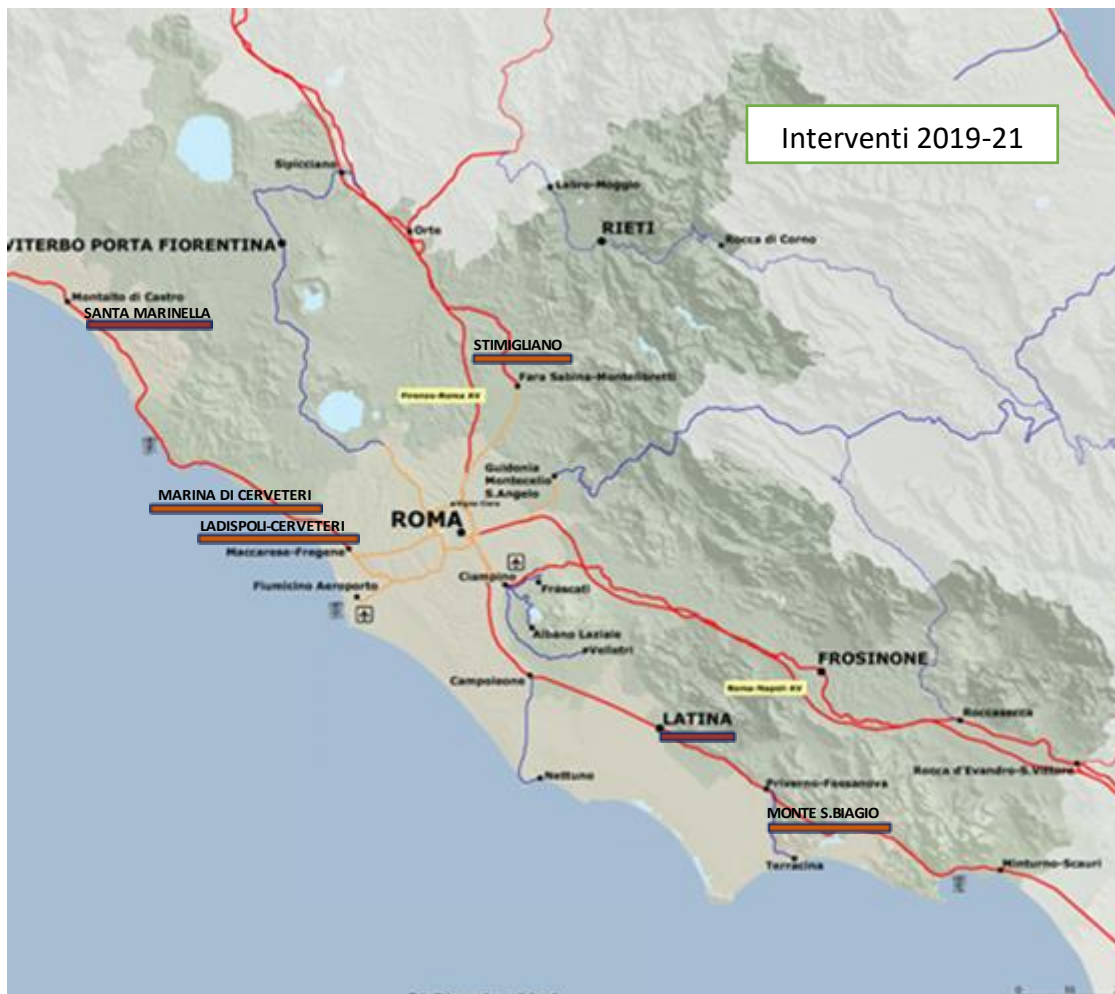 Interventi 2019-21
Sipicciano
Labro-Moggio
Orte
RIETI
Rocca di Corno
VITERBO PORTA FIORENTINA
Montalto di Castro
SANTA MARINELLA
STIMIGLIANO
Fara Sabina-Montelibretti
Firenze-Roma AV
Guidonia
Montecelio
S.Angelo
MARINA DI CERVETERI
LADISPOLI-CERVETERI
ROMA
Maccarese-Fregene
Ciampino
Frascati
Fiumicino Aeroporto
Albano Laziale
Velletri
FROSINONE
Campoleone
Roma-Napoli AV
LATINA
Roccasecca
Rocca d'Evandro-S.Vittore
Nettuno
Priverno-Fossanova
MONTE S.BIAGIO
Terracina
Minturno-Scauri